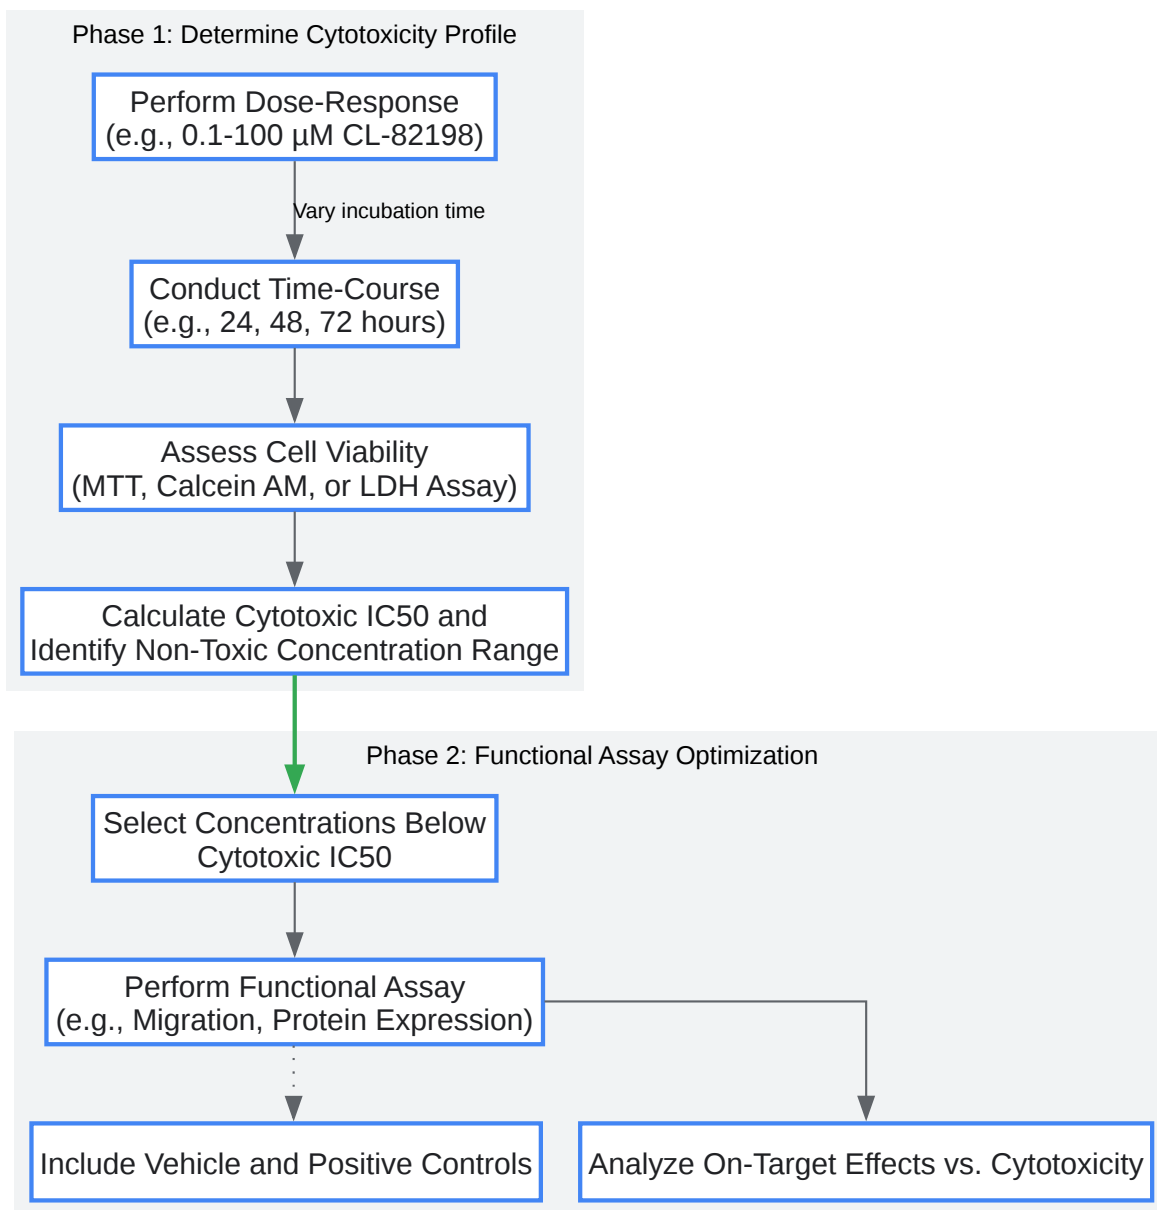 Phase 1: Determine Cytotoxicity Profile
Perform Dose-Response
(e.g., 0.1-100 µM CL-82198)
Vary incubation time
Conduct Time-Course
(e.g., 24, 48, 72 hours)
Assess Cell Viability
(MTT, Calcein AM, or LDH Assay)
Calculate Cytotoxic IC50 and
Identify Non-Toxic Concentration Range
Phase 2: Functional Assay Optimization
Select Concentrations Below
Cytotoxic IC50
Perform Functional Assay
(e.g., Migration, Protein Expression)
Include Vehicle and Positive Controls
Analyze On-Target Effects vs. Cytotoxicity